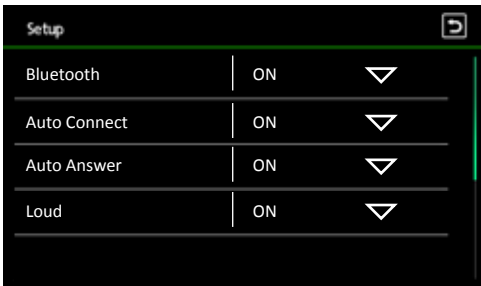 Setup
Bluetooth ON
Auto Connect ON
Auto Answer ON
Loud ON